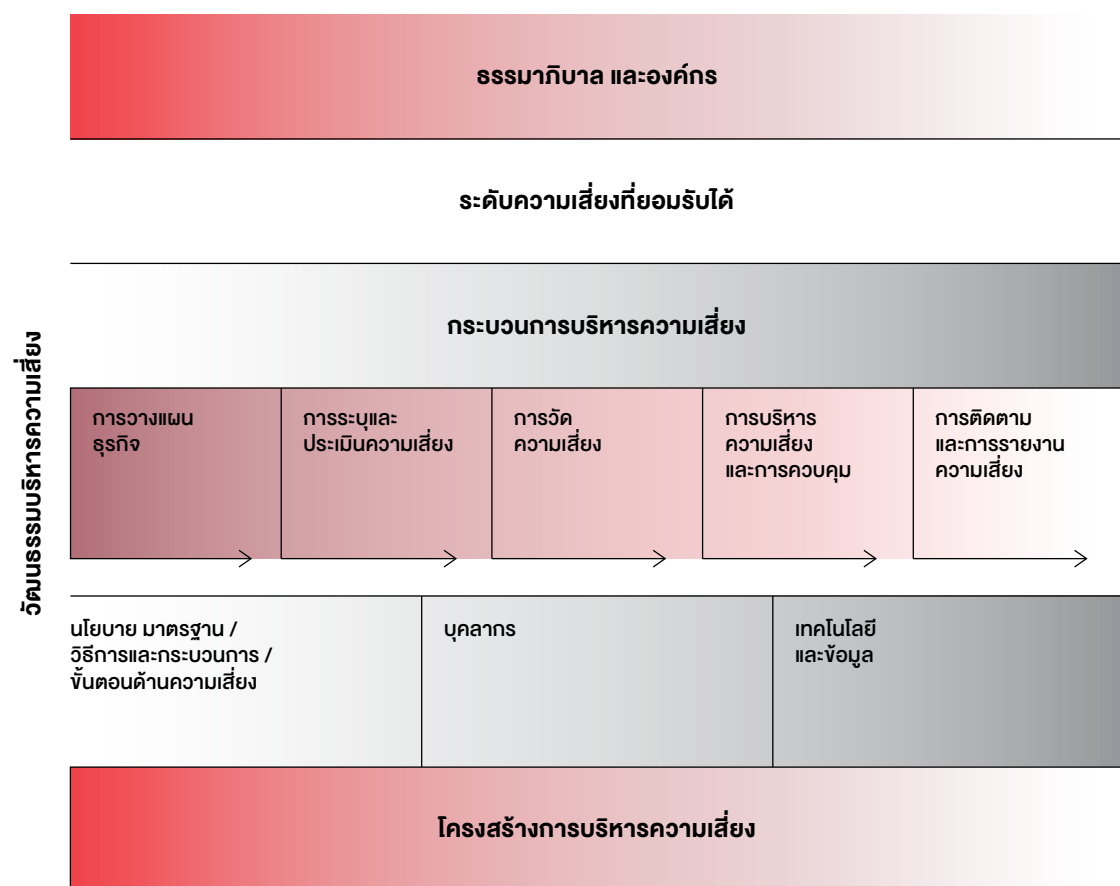 ธรรมาภิบาล และองค์กร
ระดับความเสี่ยงที่ยอมรับได้
วัฒนธรรมบริหารความเสี่ยง
กระบวนการบริหารความเสี่ยง
การวางแผน
ธุรกิจ
การระบุและ
ประเมินความเสี่ยง
การวัด
ความเสี่ยง
การบริหาร
ความเสี่ยง
และการควบคุม
การติดตาม
และการรายงาน
ความเสี่ยง
นโยบาย มาตรฐาน /
วิธีการและกระบวนการ /
ขั้นตอนด้านความเสี่ยง
บุคลากร
เทคโนโลยี
และข้อมูล
โครงสร้างการบริหารความเสี่ยง